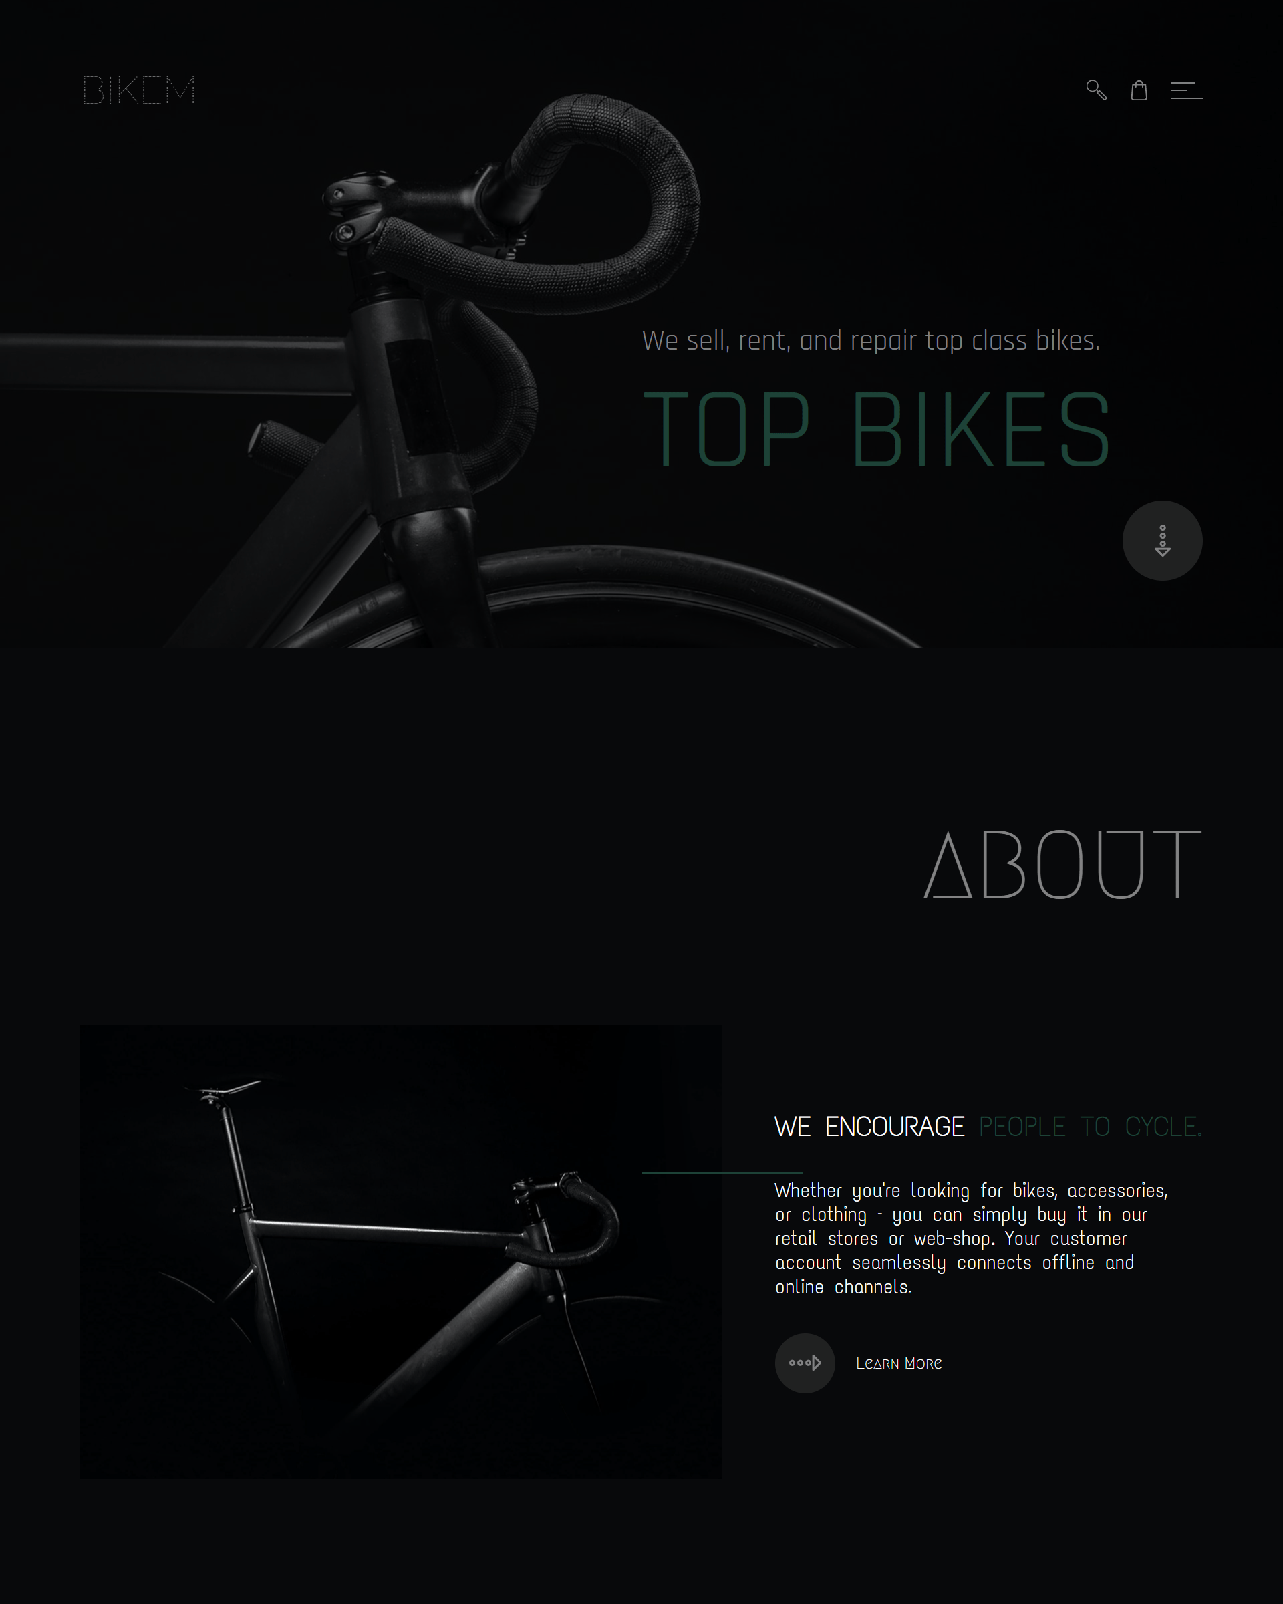 BIKEM
We sell, rent, and repair top class bikes.
TOP BIKES
ABOUT
WE ENCOURAGE PEOPLE TO CYCLE.
Whether you're looking for bikes, accessories,
or clothing - you can simply buy it in our
retail stores or web-shop. Your customer
account seamlessly connects offline and
online channels.
Learn More